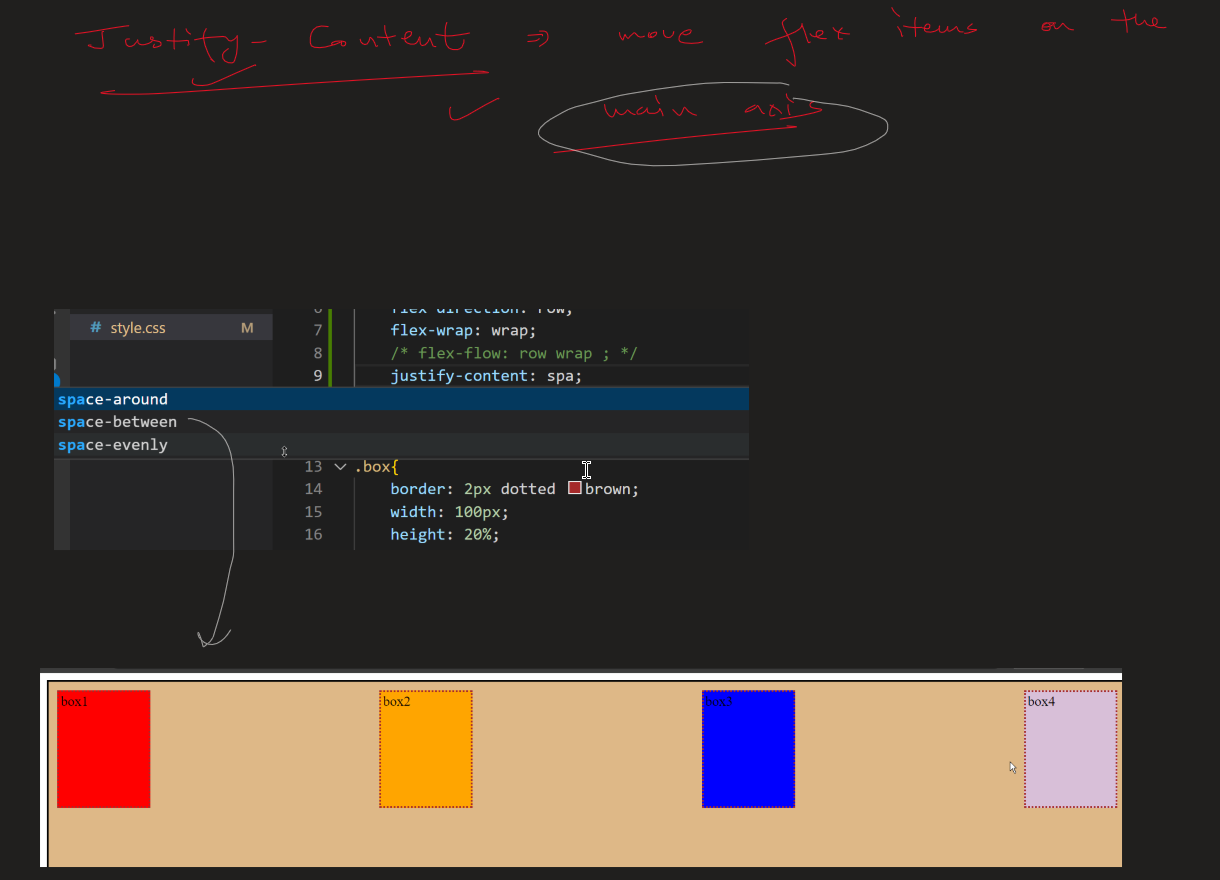 Justify-Content ⇒ move flex items on the
main axis
# style.css M
6 flex-direction: row;
7 flex-wrap: wrap;
8 /* flex-flow: row wrap ; */
9 justify-content: spa;
space-around
space-between
space-evenly
13 .box{
14 border: 2px dotted brown;
15 width: 100px;
16 height: 20%;
box1 box2 box3 box4